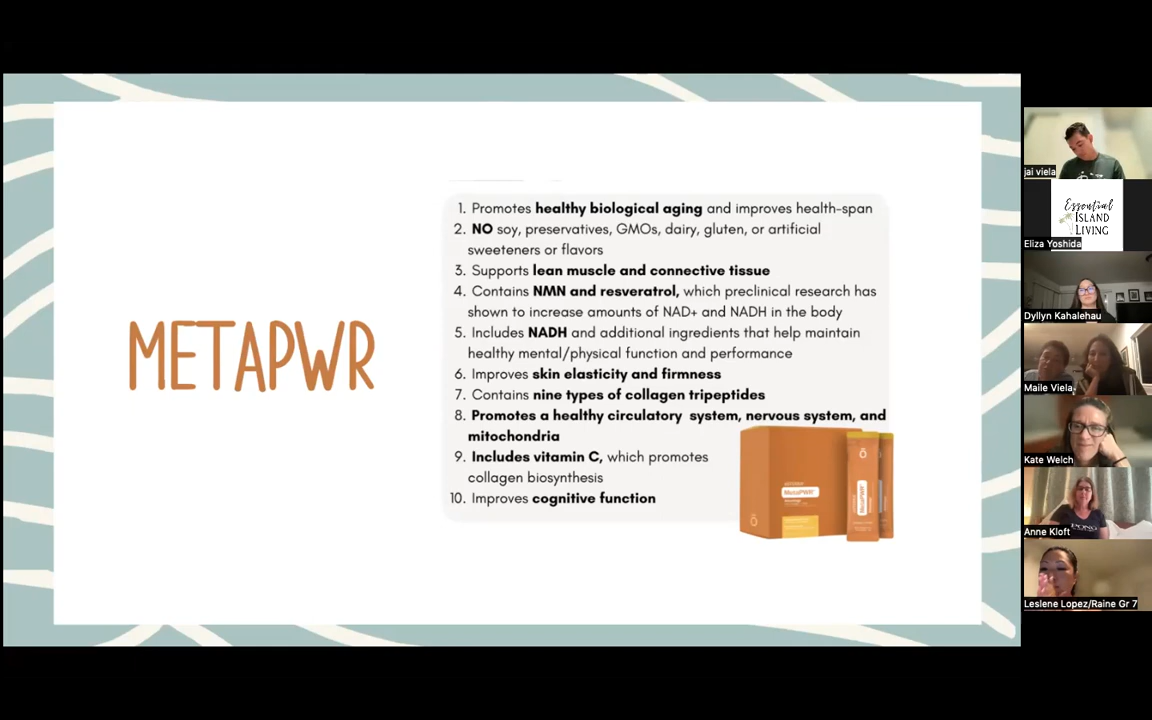 METAPWR
1. Promotes healthy biological aging and improves health-span
2. NO soy, preservatives, GMOs, dairy, gluten, or artificial
sweeteners or flavors
3. Supports lean muscle and connective tissue
4. Contains NMN and resveratrol, which preclinical research has
shown to increase amounts of NAD+ and NADH in the body
5. Includes NADH and additional ingredients that help maintain
healthy mental/physical function and performance
6. Improves skin elasticity and firmness
7. Contains nine types of collagen tripeptides
8. Promotes a healthy circulatory system, nervous system, and
mitochondria
9. Includes vitamin C, which promotes
collagen biosynthesis
10. Improves cognitive function
MetaPWR
MetaPWR
jai viela
Essential
ISLAND
LIVING
Eliza Yoshida
Dyllyn Kahalehau
Maile Viela
Kate Welch
Anne Kloft
Leslene Lopez/Raine Gr 7